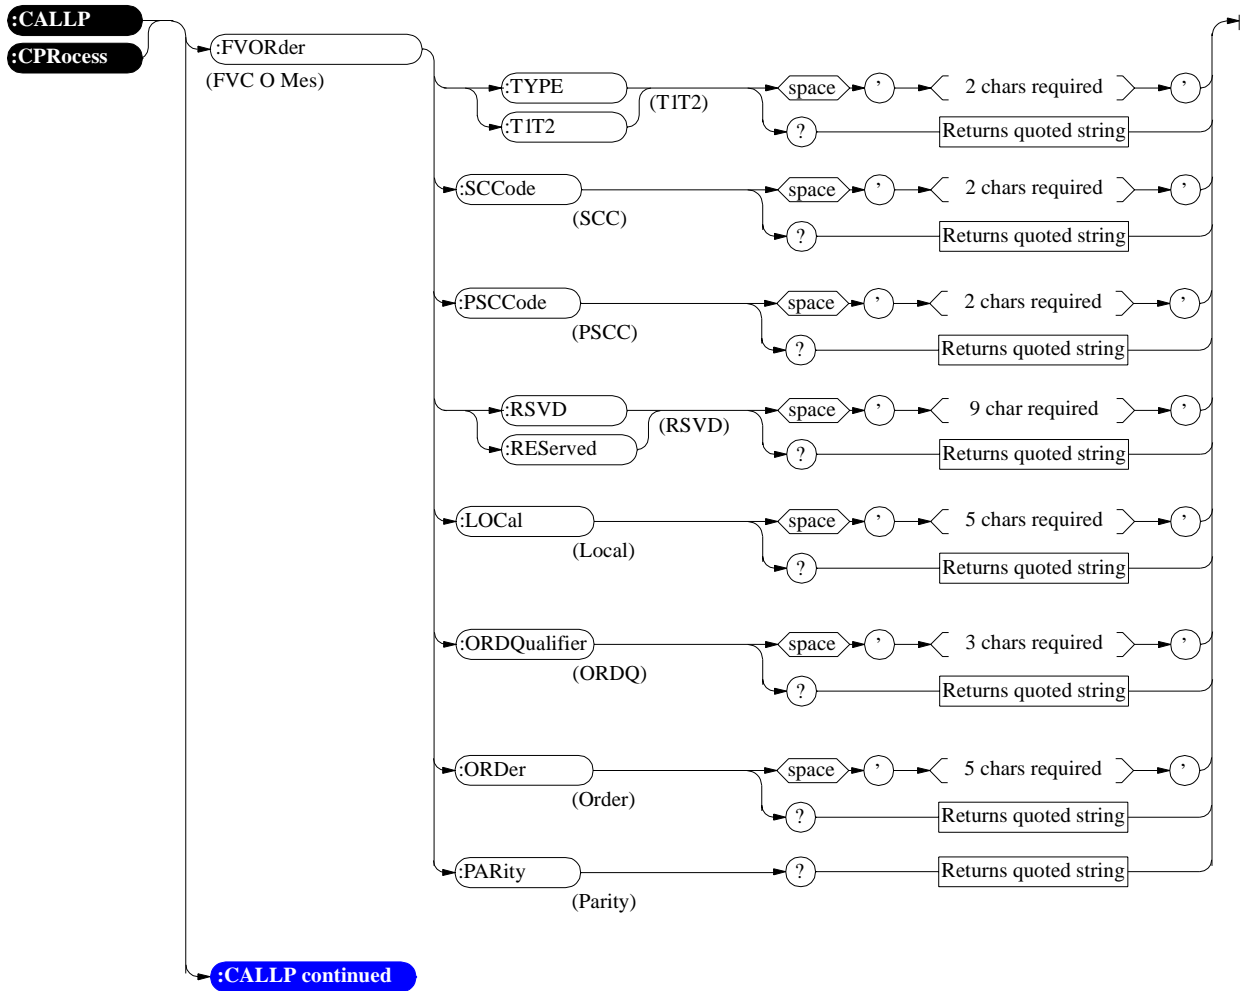 :CALLP
:CPRocess
:FVORder
(FVC O Mes)
:TYPE
:T1T2
(T1T2)
space ’ 2 chars required ’
? Returns quoted string
:SCCode
(SCC)
space ’ 2 chars required ’
? Returns quoted string
:PSCCode
(PSCC)
space ’ 2 chars required ’
? Returns quoted string
:RSVD
:REServed
(RSVD)
space ’ 9 char required ’
? Returns quoted string
:LOCal
(Local)
space ’ 5 chars required ’
? Returns quoted string
:ORDQualifier
(ORDQ)
space ’ 3 chars required ’
? Returns quoted string
:ORDer
(Order)
space ’ 5 chars required ’
? Returns quoted string
:PARity
(Parity)
? Returns quoted string
:CALLP continued